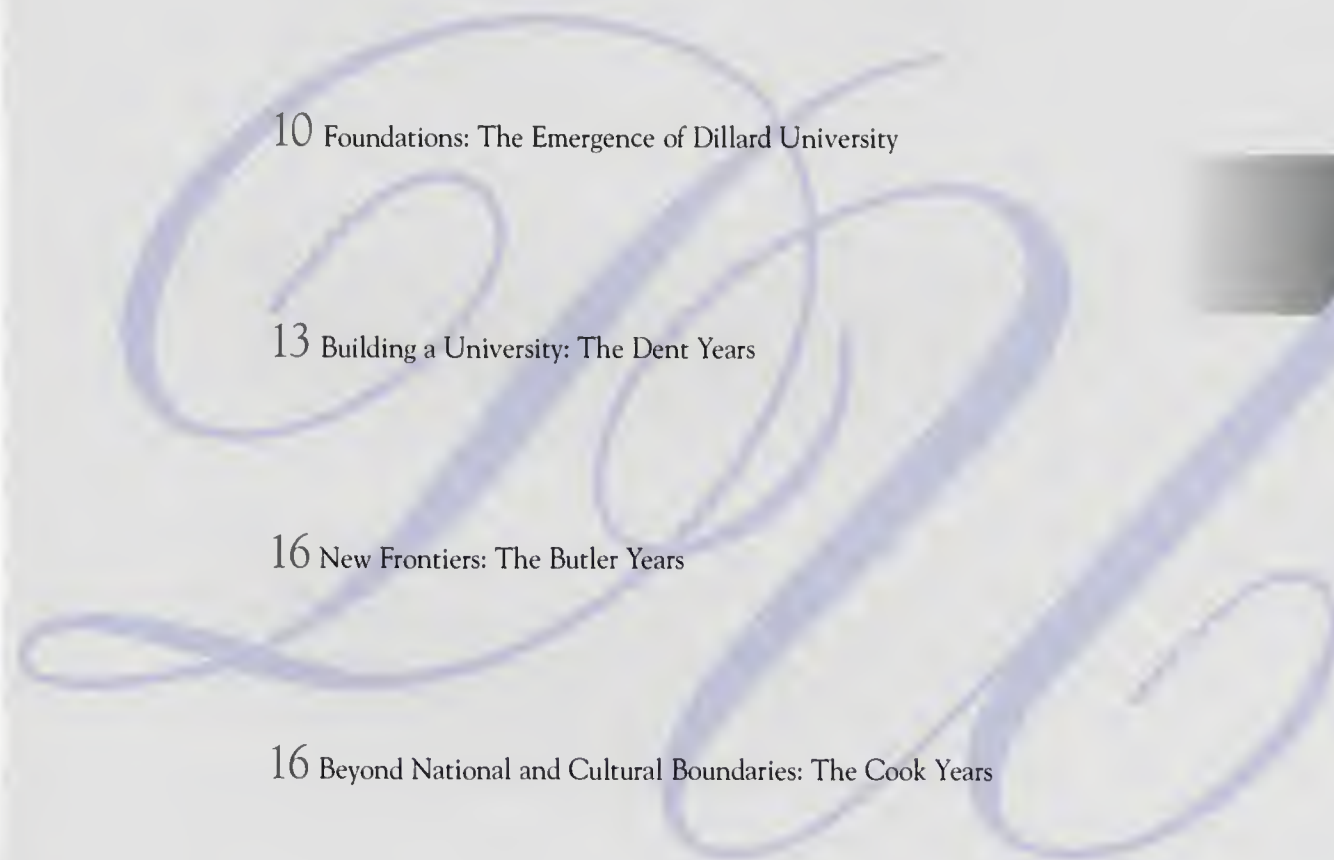 10 Foundations: The Emergence of Dillard University
13 Building a University: The Dent Years
16 New Frontiers: The Butler Years
16 Beyond National and Cultural Boundaries: The Cook Years
DU